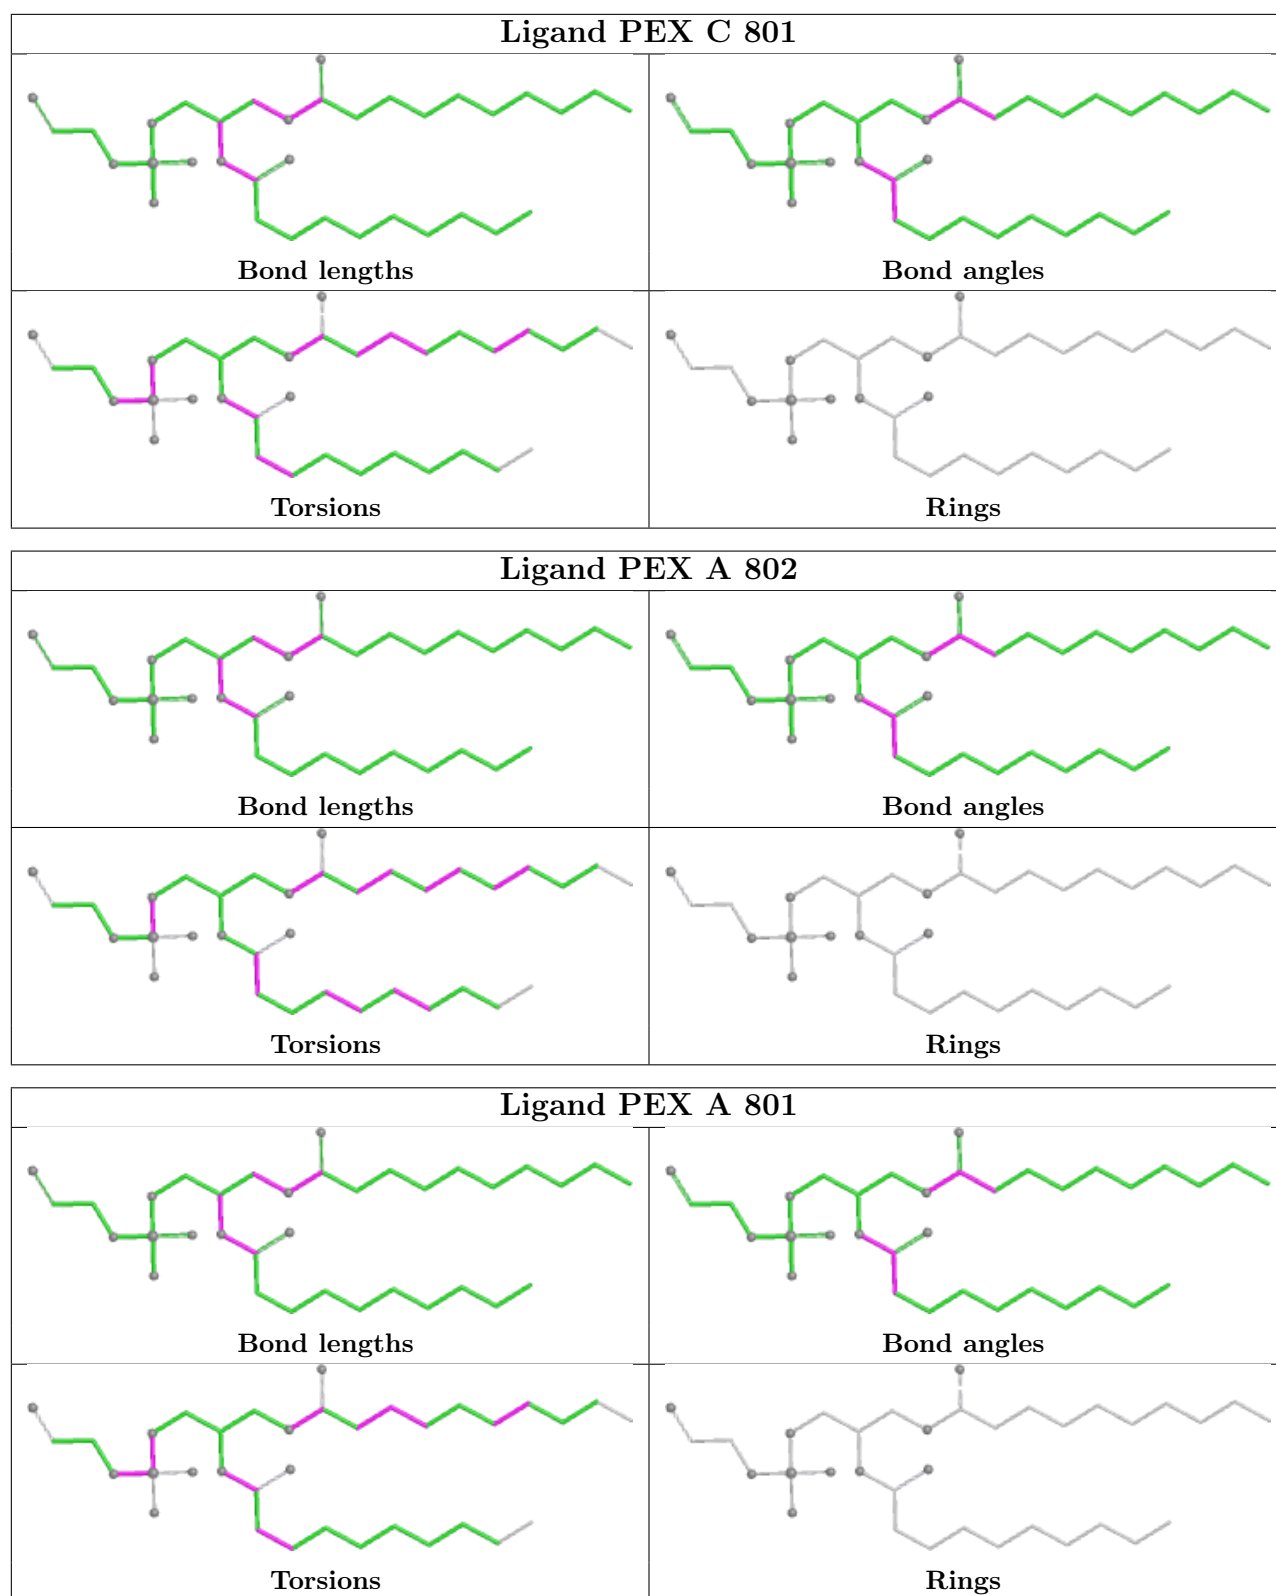 Ligand PEX C 801
Bond lengths
Bond angles
Torsions
Rings
Ligand PEX A 802
Bond lengths
Bond angles
Torsions
Rings
Ligand PEX A 801
Bond lengths
Bond angles
Torsions
Rings